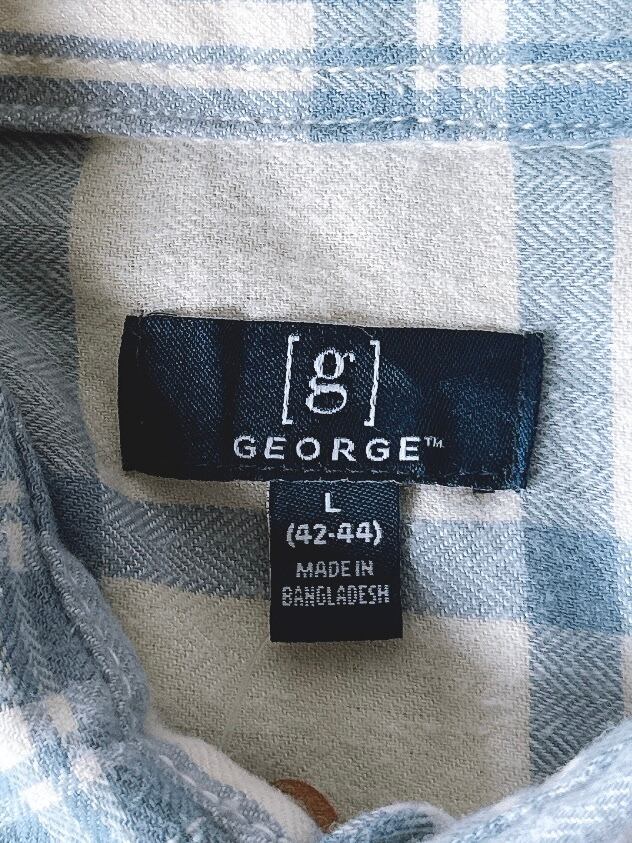 [g]
GEORGE™
L
(42-44)
MADE IN
BANGLADESH